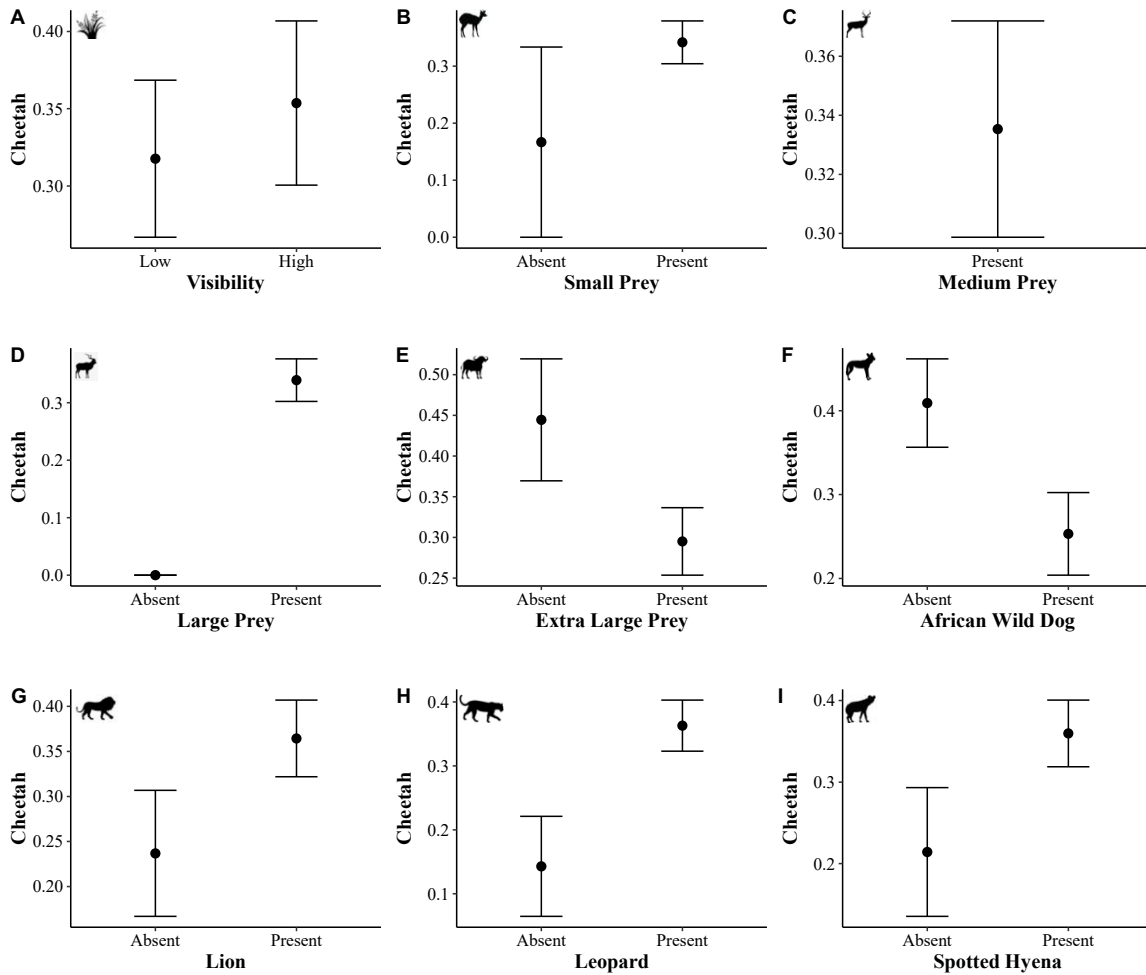 A
Cheetah
0.40
0.35
0.30
Low High
Visibility
B
Cheetah
0.3
0.2
0.1
0.0
Absent Present
Small Prey
C
Cheetah
0.36
0.34
0.32
0.30
Present
Medium Prey
D
Cheetah
0.3
0.2
0.1
0.0
Absent Present
Large Prey
E
Cheetah
0.50
0.45
0.40
0.35
0.30
0.25
Absent Present
Extra Large Prey
F
Cheetah
0.4
0.3
0.2
Absent Present
African Wild Dog
G
Cheetah
0.40
0.35
0.30
0.25
0.20
Absent Present
Lion
H
Cheetah
0.4
0.3
0.2
0.1
Absent Present
Leopard
I
Cheetah
0.4
0.3
0.2
Absent Present
Spotted Hyena